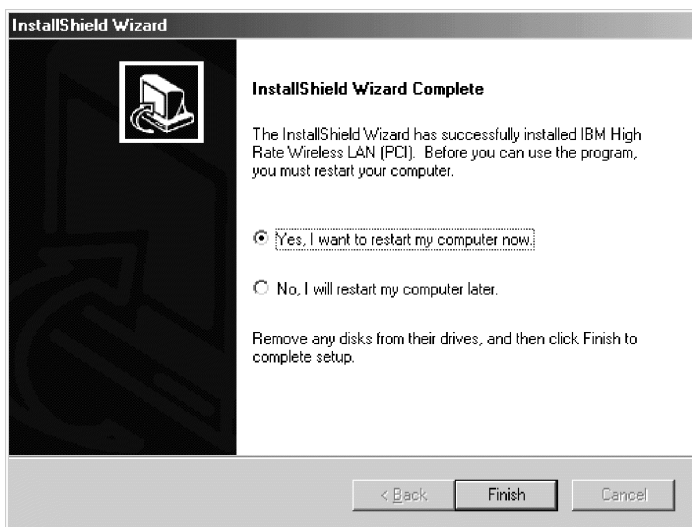 InstallShield Wizard
InstallShield Wizard Complete
The InstallShield Wizard has successfully installed IBM High
Rate Wireless LAN (PCI). Before you can use the program,
you must restart your computer.
Yes, I want to restart my computer now.
No, I will restart my computer later.
Remove any disks from their drives, and then click Finish to
complete setup.
< Back Finish Cancel